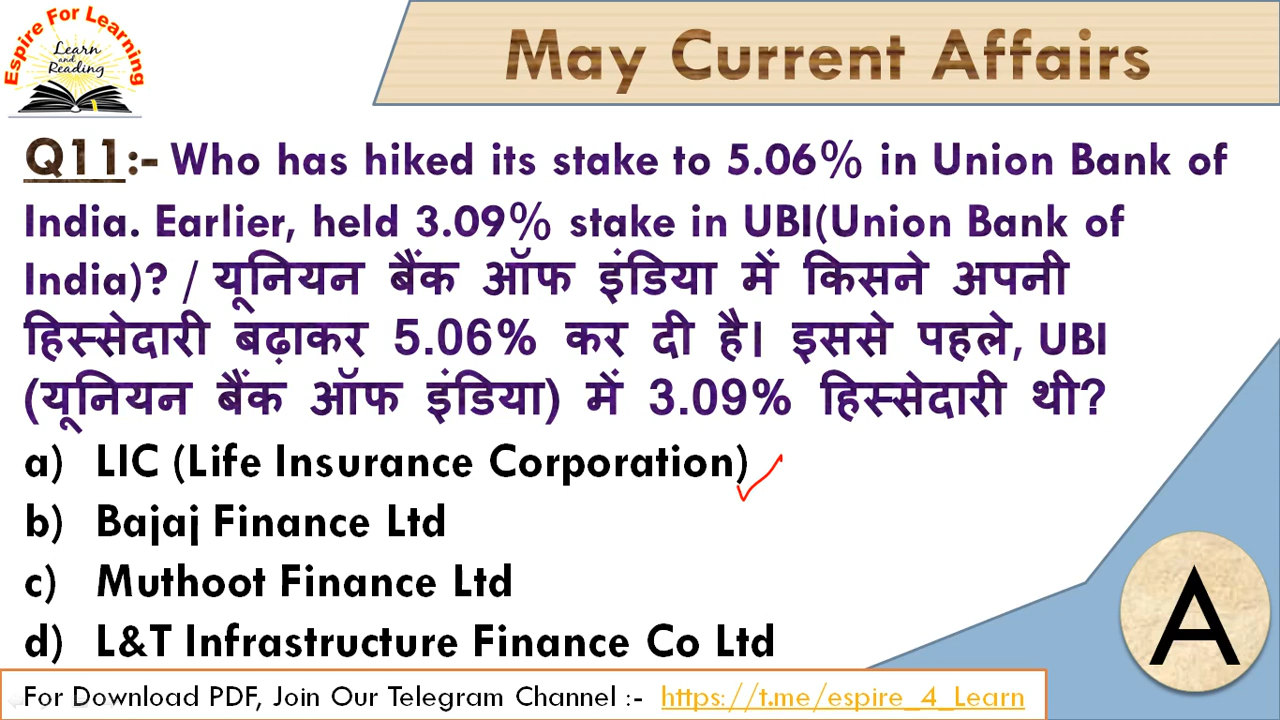 Espire For Learning
Learn
and
Reading
May Current Affairs
Q11:- Who has hiked its stake to 5.06% in Union Bank of
India. Earlier, held 3.09% stake in UBI(Union Bank of
India)? / यूनियन बैंक ऑफ इंडिया में किसने अपनी
हिस्सेदारी बढ़ाकर 5.06% कर दी है। इससे पहले, UBI
(यूनियन बैंक ऑफ इंडिया) में 3.09% हिस्सेदारी थी?
a) LIC (Life Insurance Corporation)
b) Bajaj Finance Ltd
c) Muthoot Finance Ltd
d) L&T Infrastructure Finance Co Ltd
A
For Download PDF, Join Our Telegram Channel :- https://t.me/espire_4_Learn